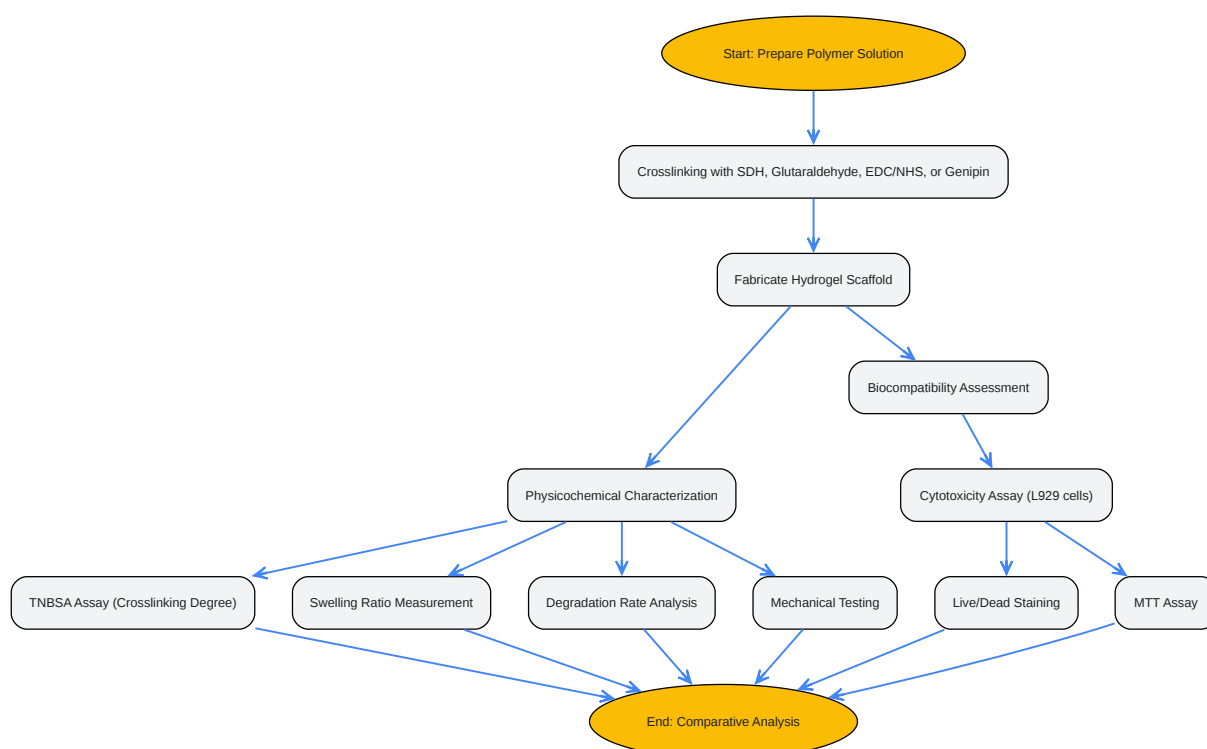 Start: Prepare Polymer Solution
Crosslinking with SDH, Glutaraldehyde, EDC/NHS, or Genipin
Fabricate Hydrogel Scaffold
Biocompatibility Assessment
Physicochemical Characterization
Cytotoxicity Assay (L929 cells)
TNBSA Assay (Crosslinking Degree)
Swelling Ratio Measurement
Degradation Rate Analysis
Mechanical Testing
Live/Dead Staining
MTT Assay
End: Comparative Analysis